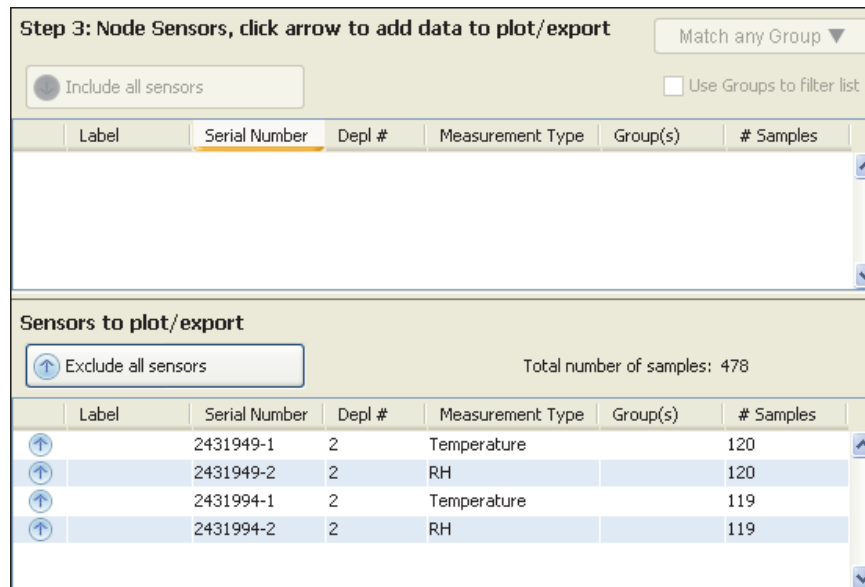 Step 3: Node Sensors, click arrow to add data to plot/export
Match any Group ▼
Include all sensors
Use Groups to filter list
Label Serial Number Depl # Measurement Type Group(s) # Samples
Sensors to plot/export
Exclude all sensors
Total number of samples: 478
Label Serial Number Depl # Measurement Type Group(s) # Samples
2431949-1 2 Temperature 120
2431949-2 2 RH 120
2431994-1 2 Temperature 119
2431994-2 2 RH 119